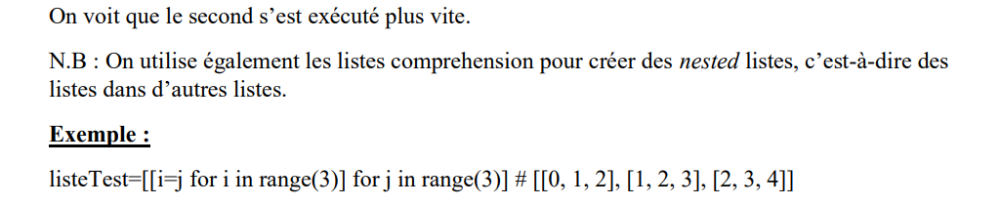 On voit que le second s’est exécuté plus vite.
N.B : On utilise également les listes comprehension pour créer des nested listes, c’est-à-dire des
listes dans d’autres listes.
Exemple :
listeTest=[[i=j for i in range(3)] for j in range(3)] # [[0, 1, 2], [1, 2, 3], [2, 3, 4]]